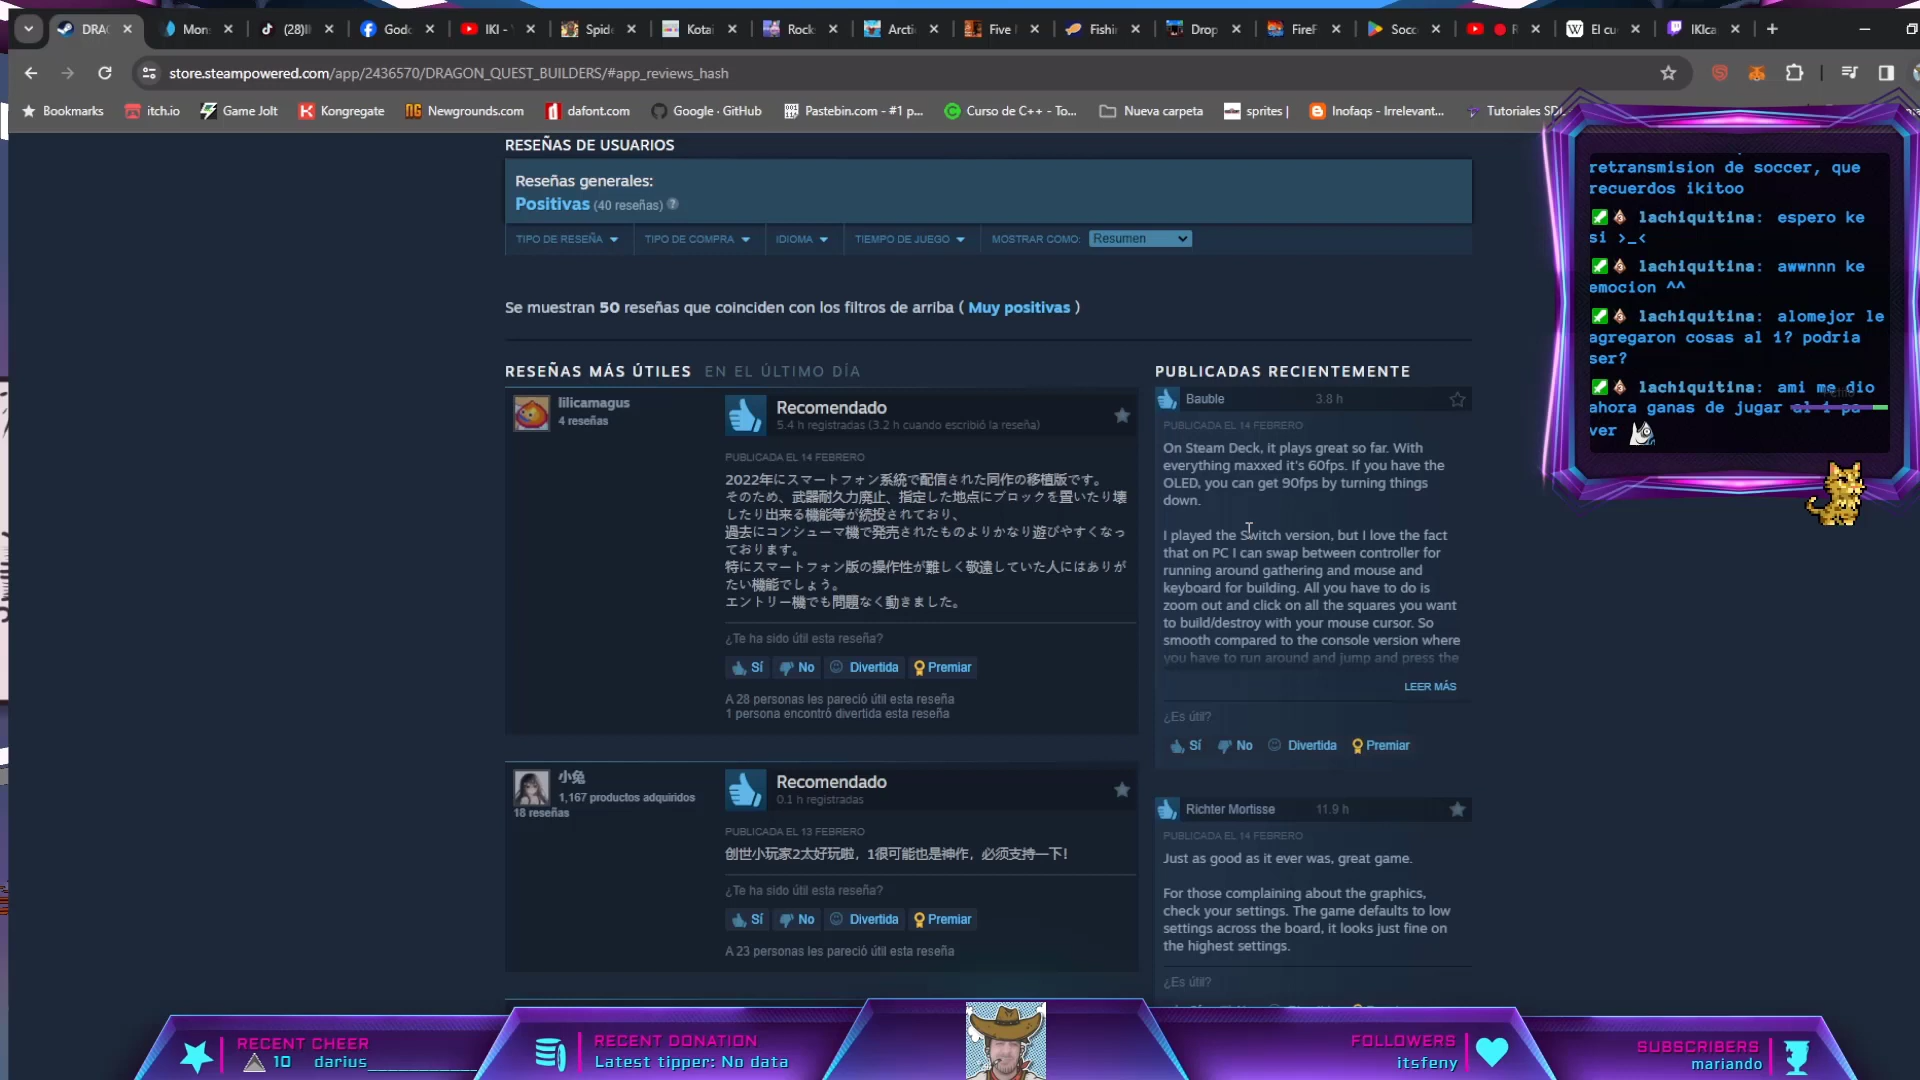 DRA
Mon
(28)
Godo
IKI -
Spid
Kotai
Rock
Arcti
Five
Fishi
Drop
FireF
Socc
El cu
IKIca
store.steampowered.com/app/2436570/DRAGON_QUEST_BUILDERS/#app_reviews_hash
Bookmarks
itch.io
Game Jolt
Kongregate
Newgrounds.com
dafont.com
Google · GitHub
Pastebin.com - #1 p...
Curso de C++ - To...
Nueva carpeta
sprites |
Inofaqs - Irrelevant...
Tutoriales SDL
RESEÑAS DE USUARIOS
Reseñas generales:
Positivas (40 reseñas) ?
TIPO DE RESEÑA
TIPO DE COMPRA
IDIOMA
TIEMPO DE JUEGO
MOSTRAR COMO:
Resumen
Se muestran 50 reseñas que coinciden con los filtros de arriba ( Muy positivas )
RESEÑAS MÁS ÚTILES
EN EL ÚLTIMO DÍA
lilicamagus
4 reseñas
Recomendado
5.4 h registradas (3.2 h cuando escribió la reseña)
PUBLICADA EL 14 FEBRERO
2022年にスマートフォン系統で配信された同作の移植版です。
そのため、武器耐久力廃止、指定した地点にブロックを置いたり壊
したり出来る機能等が続投されており、
過去にコンシューマ機で発売されたものよりかなり遊びやすくなっ
ております。
特にスマートフォン版の操作性が難しく敬遠していた人にはありが
たい機能でしょう。
エントリー機でも問題なく動きました。
¿Te ha sido útil esta reseña?
Sí
No
Divertida
Premiar
A 28 personas les pareció útil esta reseña
1 persona encontró divertida esta reseña
小兔
1,167 productos adquiridos
18 reseñas
Recomendado
0.1 h registradas
PUBLICADA EL 13 FEBRERO
创世小玩家2太好玩啦，1很可能也是神作，必须支持一下！
¿Te ha sido útil esta reseña?
Sí
No
Divertida
Premiar
A 23 personas les pareció útil esta reseña
PUBLICADAS RECIENTEMENTE
Bauble
3.8 h
PUBLICADA EL 14 FEBRERO
On Steam Deck, it plays great so far. With
everything maxxed it's 60fps. If you have the
OLED, you can get 90fps by turning things
down.
I played the Switch version, but I love the fact
that on PC I can swap between controller for
running around gathering and mouse and
keyboard for building. All you have to do is
zoom out and click on all the squares you want
to build/destroy with your mouse cursor. So
smooth compared to the console version where
you have to run around and jump and press the
LEER MÁS
¿Es útil?
Sí
No
Divertida
Premiar
Richter Mortisse
11.9 h
PUBLICADA EL 14 FEBRERO
Just as good as it ever was, great game.
For those complaining about the graphics,
check your settings. The game defaults to low
settings across the board, it looks just fine on
the highest settings.
¿Es útil?
retransmision de soccer, que
recuerdos ikitoo
lachiquitina: espero ke
si >_<
lachiquitina: awwnnn ke
emocion ^^
lachiquitina: alomejor le
agregaron cosas al 1? podria
ser?
lachiquitina: ami me dio
ahora ganas de jugar al 1 pa
ver
RECENT CHEER
10 darius__________
RECENT DONATION
Latest tipper: No data
FOLLOWERS
itsfeny
SUBSCRIBERS
mariando